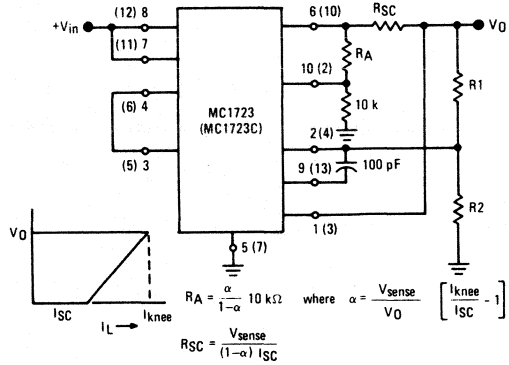 +Vin
(12) 8
(11) 7
(6) 4
(5) 3
MC1723
(MC1723C)
6 (10)
RSC
VO
RA
10 (2)
10 k
R1
2 (4)
9 (13)
100 pF
R2
1 (3)
5 (7)
VO
ISC
IL
Iknee
RA = α/1-α 10 kΩ where α = Vsense/VO [Iknee/ISC - 1]
RSC = Vsense/(1-α) ISC